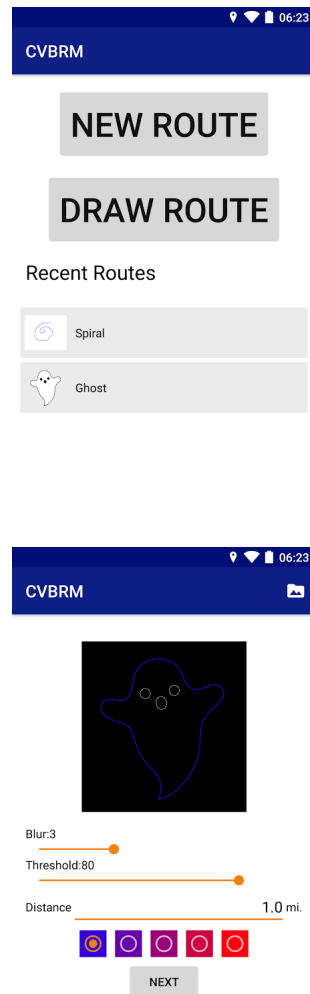 06:23
CVBRM
NEW ROUTE
DRAW ROUTE
Recent Routes
Spiral
Ghost
06:23
CVBRM
Blur:3
Threshold:80
Distance 1.0 mi.
NEXT